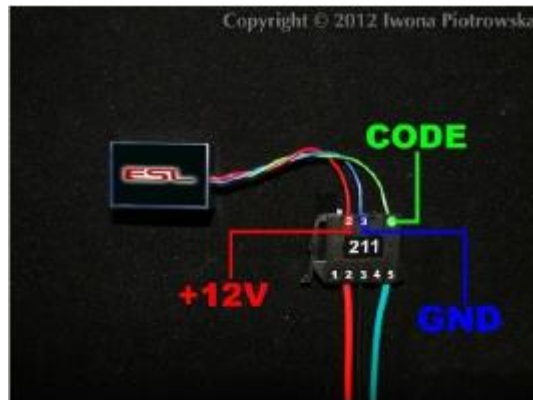 Copyright © 2012 Iwona Piotrowska
CODE
ESL
2 3
211
1 2 3 4 5
+12V
GND